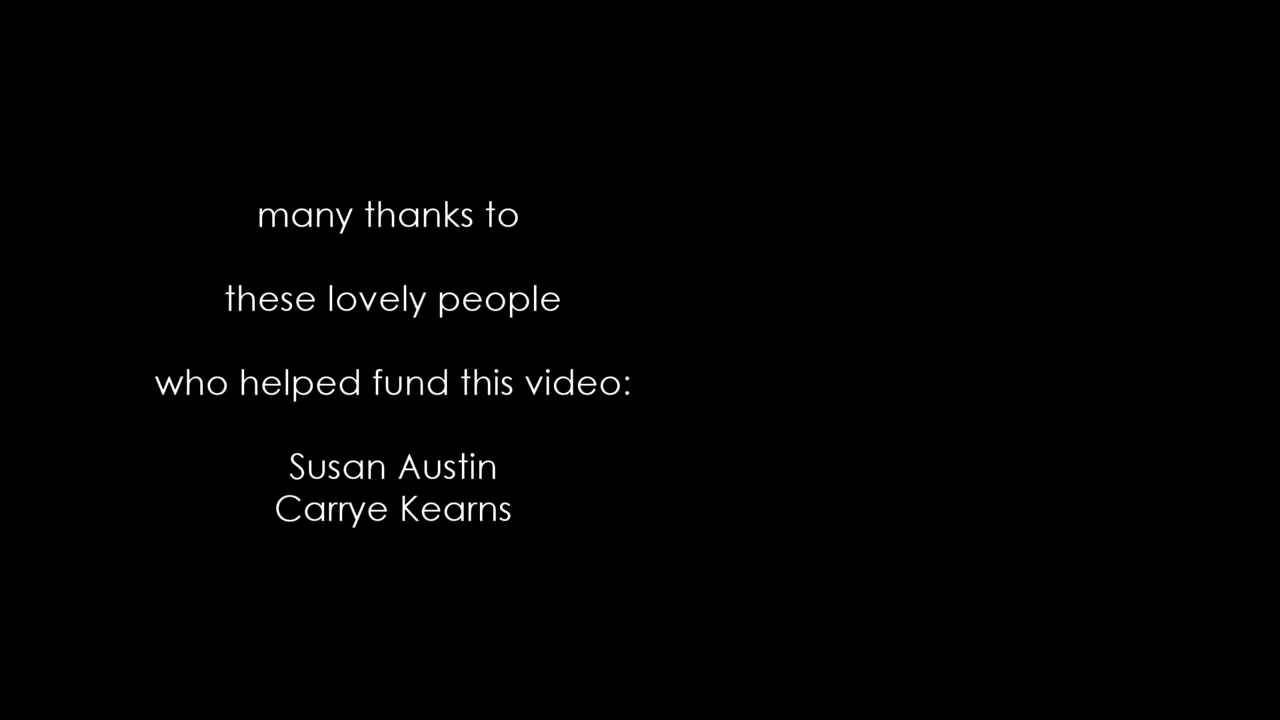 many thanks to
these lovely people
who helped fund this video:
Susan Austin
Carrye Kearns